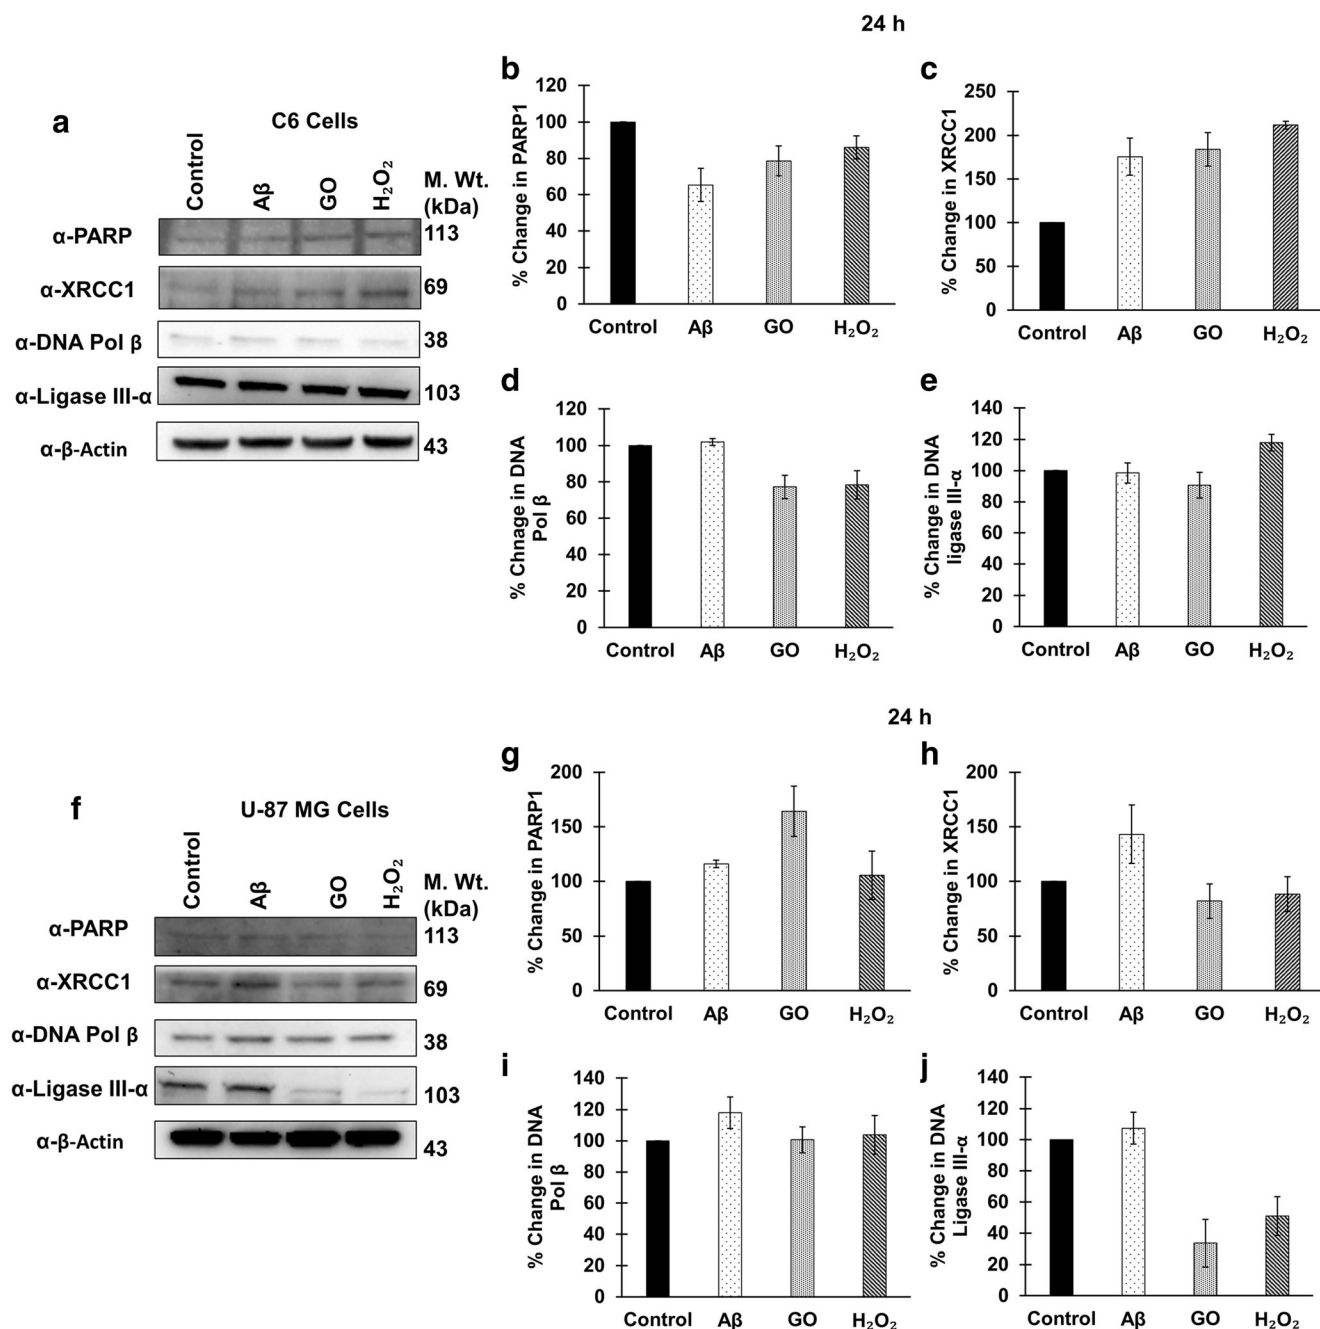 24 h
a
C6 Cells
Control
Aβ
GO
H₂O₂
M. Wt.
(kDa)
α-PARP
113
α-XRCC1
69
α-DNA Pol β
38
α-Ligase III-α
103
α-β-Actin
43
b
% Change in PARP1
120
100
80
60
40
20
0
Control
Aβ
GO
H₂O₂
c
% Change in XRCC1
250
200
150
100
50
0
Control
Aβ
GO
H₂O₂
d
% Chnage in DNA
Pol β
120
100
80
60
40
20
0
Control
Aβ
GO
H₂O₂
e
% Change in DNA
ligase III-α
140
120
100
80
60
40
20
0
Control
Aβ
GO
H₂O₂
24 h
f
U-87 MG Cells
Control
Aβ
GO
H₂O₂
M. Wt.
(kDa)
α-PARP
113
α-XRCC1
69
α-DNA Pol β
38
α-Ligase III-α
103
α-β-Actin
43
g
% Change in PARP1
200
150
100
50
0
Control
Aβ
GO
H₂O₂
h
% Change in XRCC1
200
150
100
50
0
Control
Aβ
GO
H₂O₂
i
% Change in DNA
Pol β
140
120
100
80
60
40
20
0
Control
Aβ
GO
H₂O₂
j
% Change in DNA
Ligase III-α
140
120
100
80
60
40
20
0
Control
Aβ
GO
H₂O₂